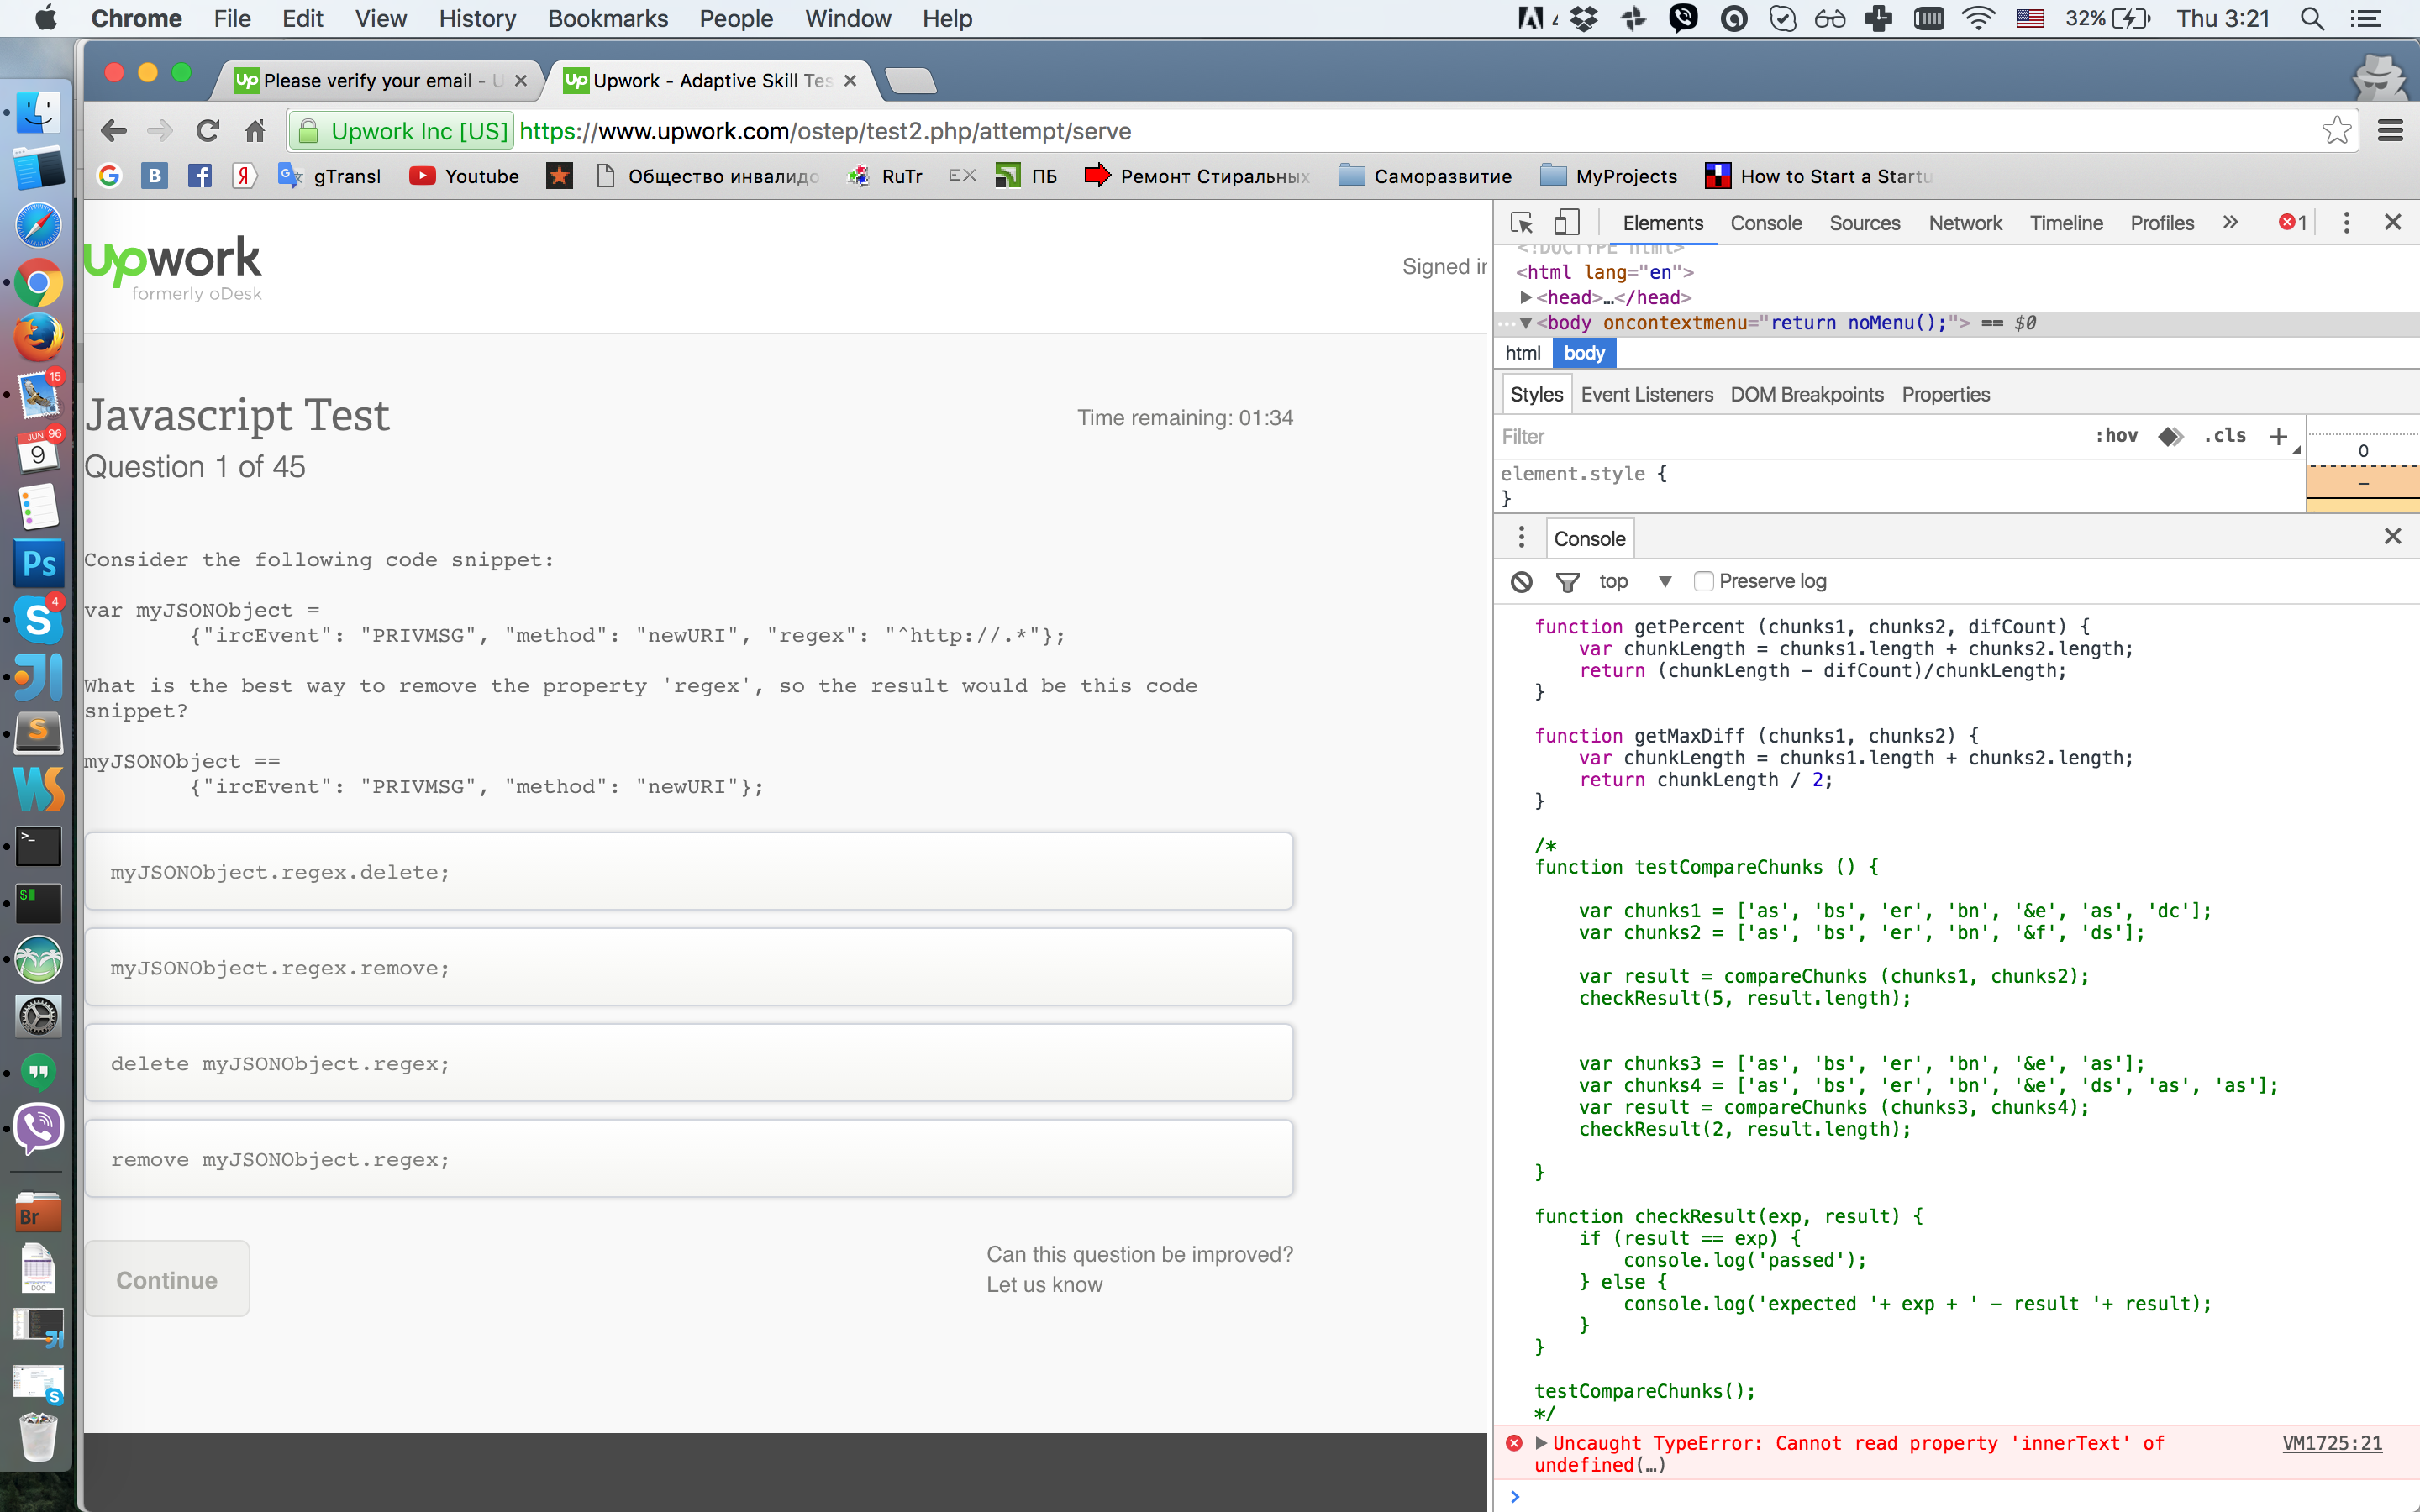 Chrome File Edit View History Bookmarks People Window Help 32% Thu 3:21
Please verify your email - U Upwork - Adaptive Skill Tes
Upwork Inc [US] https://www.upwork.com/ostep/test2.php/attempt/serve
gTransl Youtube Общество инвалидо RuTr EX ПБ Ремонт Стиральных Саморазвитие MyProjects How to Start a Startu
upwork
formerly oDesk
Signed in
Javascript Test
Time remaining: 01:34
Question 1 of 45
Consider the following code snippet:
var myJSONObject =
{"ircEvent": "PRIVMSG", "method": "newURI", "regex": "^http://.*"};
What is the best way to remove the property 'regex', so the result would be this code
snippet?
myJSONObject ==
{"ircEvent": "PRIVMSG", "method": "newURI"};
myJSONObject.regex.delete;
myJSONObject.regex.remove;
delete myJSONObject.regex;
remove myJSONObject.regex;
Continue
Can this question be improved?
Let us know
Elements Console Sources Network Timeline Profiles » 1
<!DOCTYPE html>
<html lang="en">
<head>…</head>
<body oncontextmenu="return noMenu();"> == $0
html body
Styles Event Listeners DOM Breakpoints Properties
Filter :hov .cls +
element.style {
}
0
–
Console
top Preserve log
function getPercent (chunks1, chunks2, difCount) {
var chunkLength = chunks1.length + chunks2.length;
return (chunkLength - difCount)/chunkLength;
}
function getMaxDiff (chunks1, chunks2) {
var chunkLength = chunks1.length + chunks2.length;
return chunkLength / 2;
}
/*
function testCompareChunks () {
var chunks1 = ['as', 'bs', 'er', 'bn', '&e', 'as', 'dc'];
var chunks2 = ['as', 'bs', 'er', 'bn', '&f', 'ds'];
var result = compareChunks (chunks1, chunks2);
checkResult(5, result.length);
var chunks3 = ['as', 'bs', 'er', 'bn', '&e', 'as'];
var chunks4 = ['as', 'bs', 'er', 'bn', '&e', 'ds', 'as', 'as'];
var result = compareChunks (chunks3, chunks4);
checkResult(2, result.length);
}
function checkResult(exp, result) {
if (result == exp) {
console.log('passed');
} else {
console.log('expected '+ exp + ' - result '+ result);
}
}
testCompareChunks();
*/
Uncaught TypeError: Cannot read property 'innerText' of VM1725:21
undefined(…)
15
JUN 96
9
Ps
4
S
WS
Br
DOC